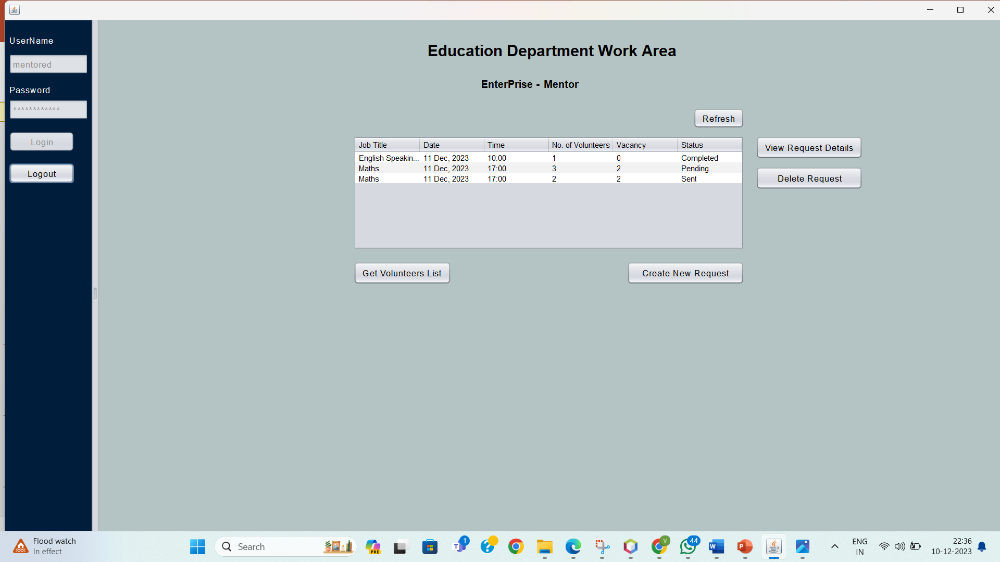 UserName
mentored
Password
************
Login
Logout
Education Department Work Area
EnterPrise - Mentor
Refresh
Job Title Date Time No. of Volunteers Vacancy Status
English Speakin... 11 Dec, 2023 10:00 1 0 Completed
Maths 11 Dec, 2023 17:00 3 2 Pending
Maths 11 Dec, 2023 17:00 2 2 Sent
View Request Details
Delete Request
Get Volunteers List
Create New Request
Flood watch
In effect
Search
PRE
T
1
?
V
44
W
P
ENG
IN
22:36
10-12-2023